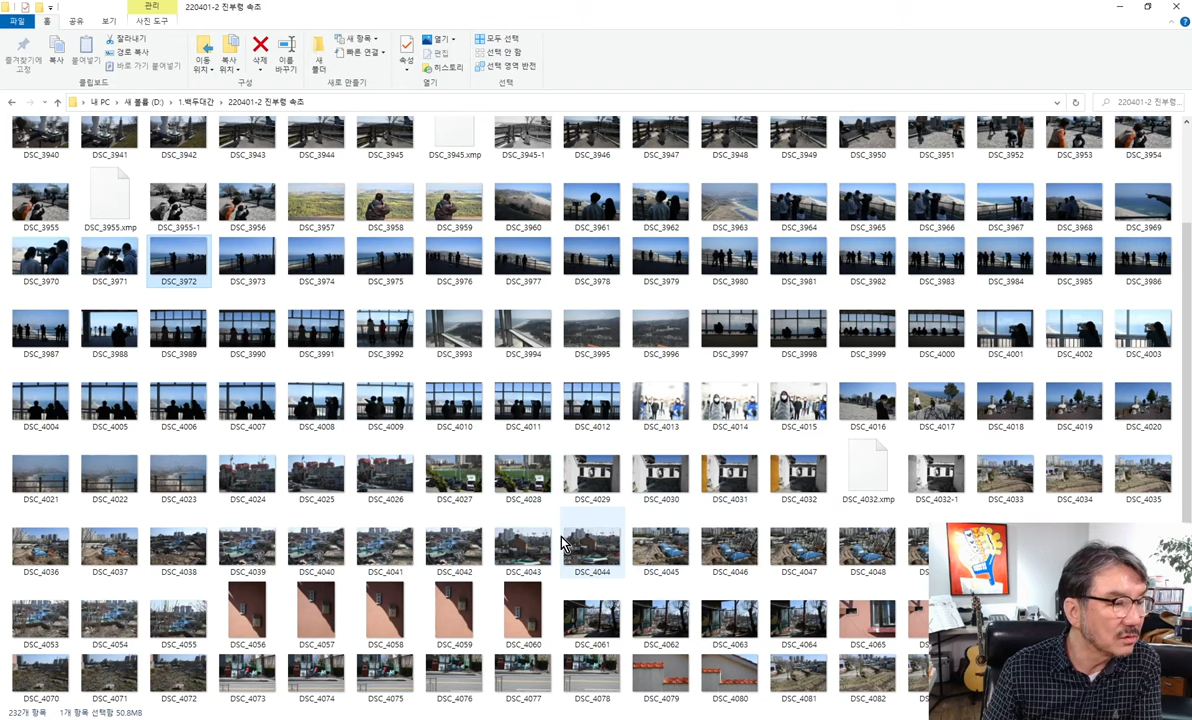 관리
220401-2 진부령 속초
파일 홈 공유 보기 사진 도구
즐겨찾기에 고정
복사
붙여넣기
잘라내기
경로 복사
바로 가기 붙여넣기
클립보드
이동 위치
복사 위치
삭제
이름 바꾸기
구성
새 폴더
새 항목
빠른 연결
새로 만들기
속성
열기
편집
히스토리
열기
모두 선택
선택 안 함
선택 영역 반전
선택
내 PC > 새 볼륨 (D:) > 1.백두대간 > 220401-2 진부령 속초
220401-2 진부령...
DSC_3940 DSC_3941 DSC_3942 DSC_3943 DSC_3944 DSC_3945 DSC_3945.xmp DSC_3945-1 DSC_3946 DSC_3947 DSC_3948 DSC_3949 DSC_3950 DSC_3951 DSC_3952 DSC_3953 DSC_3954
DSC_3955 DSC_3955.xmp DSC_3955-1 DSC_3956 DSC_3957 DSC_3958 DSC_3959 DSC_3960 DSC_3961 DSC_3962 DSC_3963 DSC_3964 DSC_3965 DSC_3966 DSC_3967 DSC_3968 DSC_3969
DSC_3970 DSC_3971 DSC_3972 DSC_3973 DSC_3974 DSC_3975 DSC_3976 DSC_3977 DSC_3978 DSC_3979 DSC_3980 DSC_3981 DSC_3982 DSC_3983 DSC_3984 DSC_3985 DSC_3986
DSC_3987 DSC_3988 DSC_3989 DSC_3990 DSC_3991 DSC_3992 DSC_3993 DSC_3994 DSC_3995 DSC_3996 DSC_3997 DSC_3998 DSC_3999 DSC_4000 DSC_4001 DSC_4002 DSC_4003
DSC_4004 DSC_4005 DSC_4006 DSC_4007 DSC_4008 DSC_4009 DSC_4010 DSC_4011 DSC_4012 DSC_4013 DSC_4014 DSC_4015 DSC_4016 DSC_4017 DSC_4018 DSC_4019 DSC_4020
DSC_4021 DSC_4022 DSC_4023 DSC_4024 DSC_4025 DSC_4026 DSC_4027 DSC_4028 DSC_4029 DSC_4030 DSC_4031 DSC_4032 DSC_4032.xmp DSC_4032-1 DSC_4033 DSC_4034 DSC_4035
DSC_4036 DSC_4037 DSC_4038 DSC_4039 DSC_4040 DSC_4041 DSC_4042 DSC_4043 DSC_4044 DSC_4045 DSC_4046 DSC_4047 DSC_4048
DSC_4053 DSC_4054 DSC_4055 DSC_4056 DSC_4057 DSC_4058 DSC_4059 DSC_4060 DSC_4061 DSC_4062 DSC_4063 DSC_4064 DSC_4065
DSC_4070 DSC_4071 DSC_4072 DSC_4073 DSC_4074 DSC_4075 DSC_4076 DSC_4077 DSC_4078 DSC_4079 DSC_4080 DSC_4081 DSC_4082
232개 항목 1개 항목 선택함 50.8MB